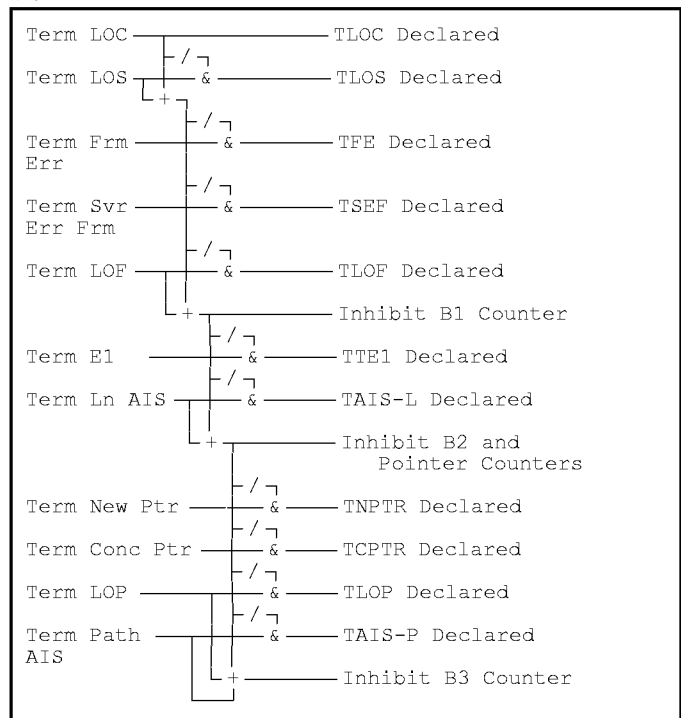 Term LOC TLOC Declared
/
Term LOS & TLOS Declared
+
/
Term Frm & TFE Declared
Err
/
Term Svr & TSEF Declared
Err Frm
/
Term LOF & TLOF Declared
+ Inhibit B1 Counter
/
Term E1 & TTE1 Declared
/
Term Ln AIS & TAIS-L Declared
+ Inhibit B2 and
Pointer Counters
/
Term New Ptr & TNPTR Declared
/
Term Conc Ptr & TCPTR Declared
/
Term LOP & TLOP Declared
/
Term Path & TAIS-P Declared
AIS
+ Inhibit B3 Counter